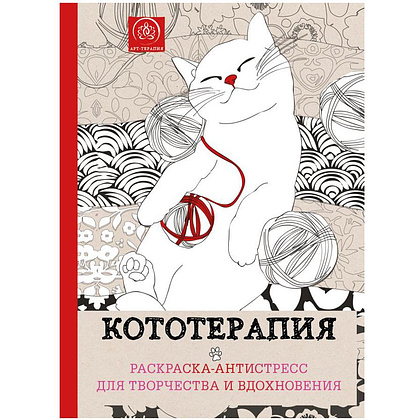 АРТ-ТЕРАПИЯ
КОТОТЕРАПИЯ
РАСКРАСКА-АНТИСТРЕСС
ДЛЯ ТВОРЧЕСТВА И ВДОХНОВЕНИЯ